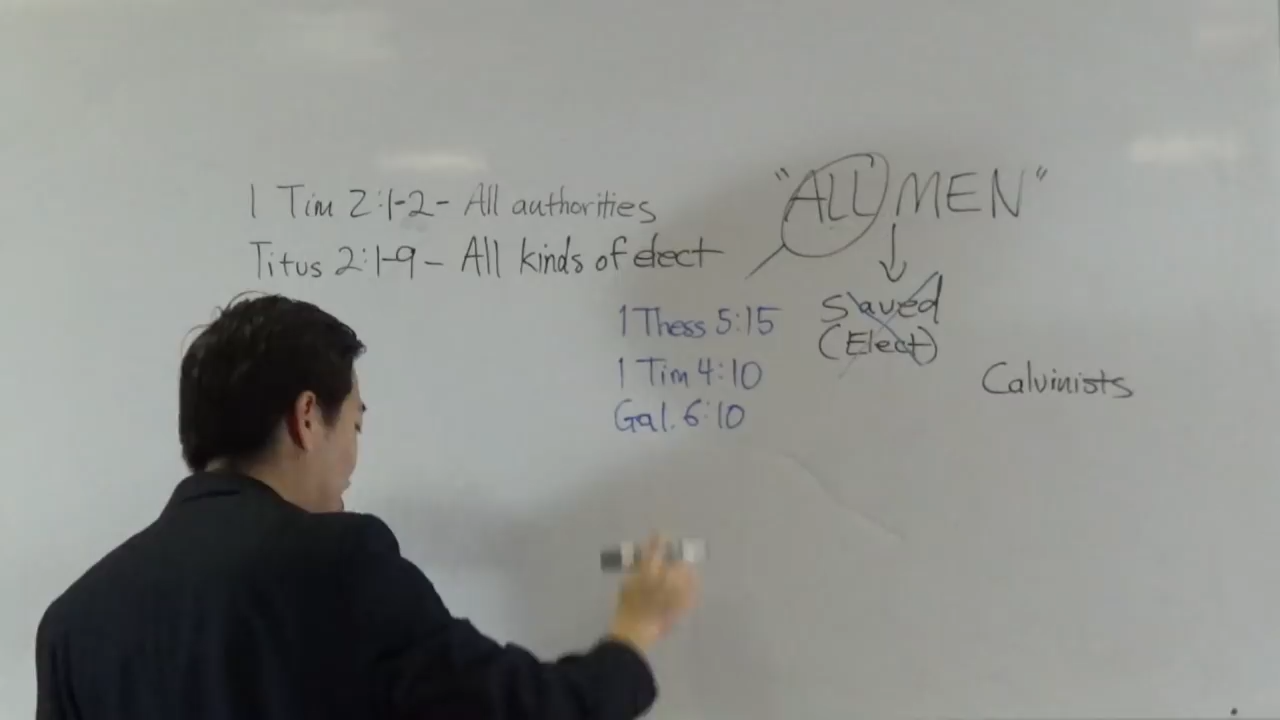 1 Tim 2:1-2- All authorities
Titus 2:1-9 - All kinds of elect
"ALL MEN"
Saved
(Elect)
1 Thess 5:15
1 Tim 4:10
Gal. 6:10
Calvinists